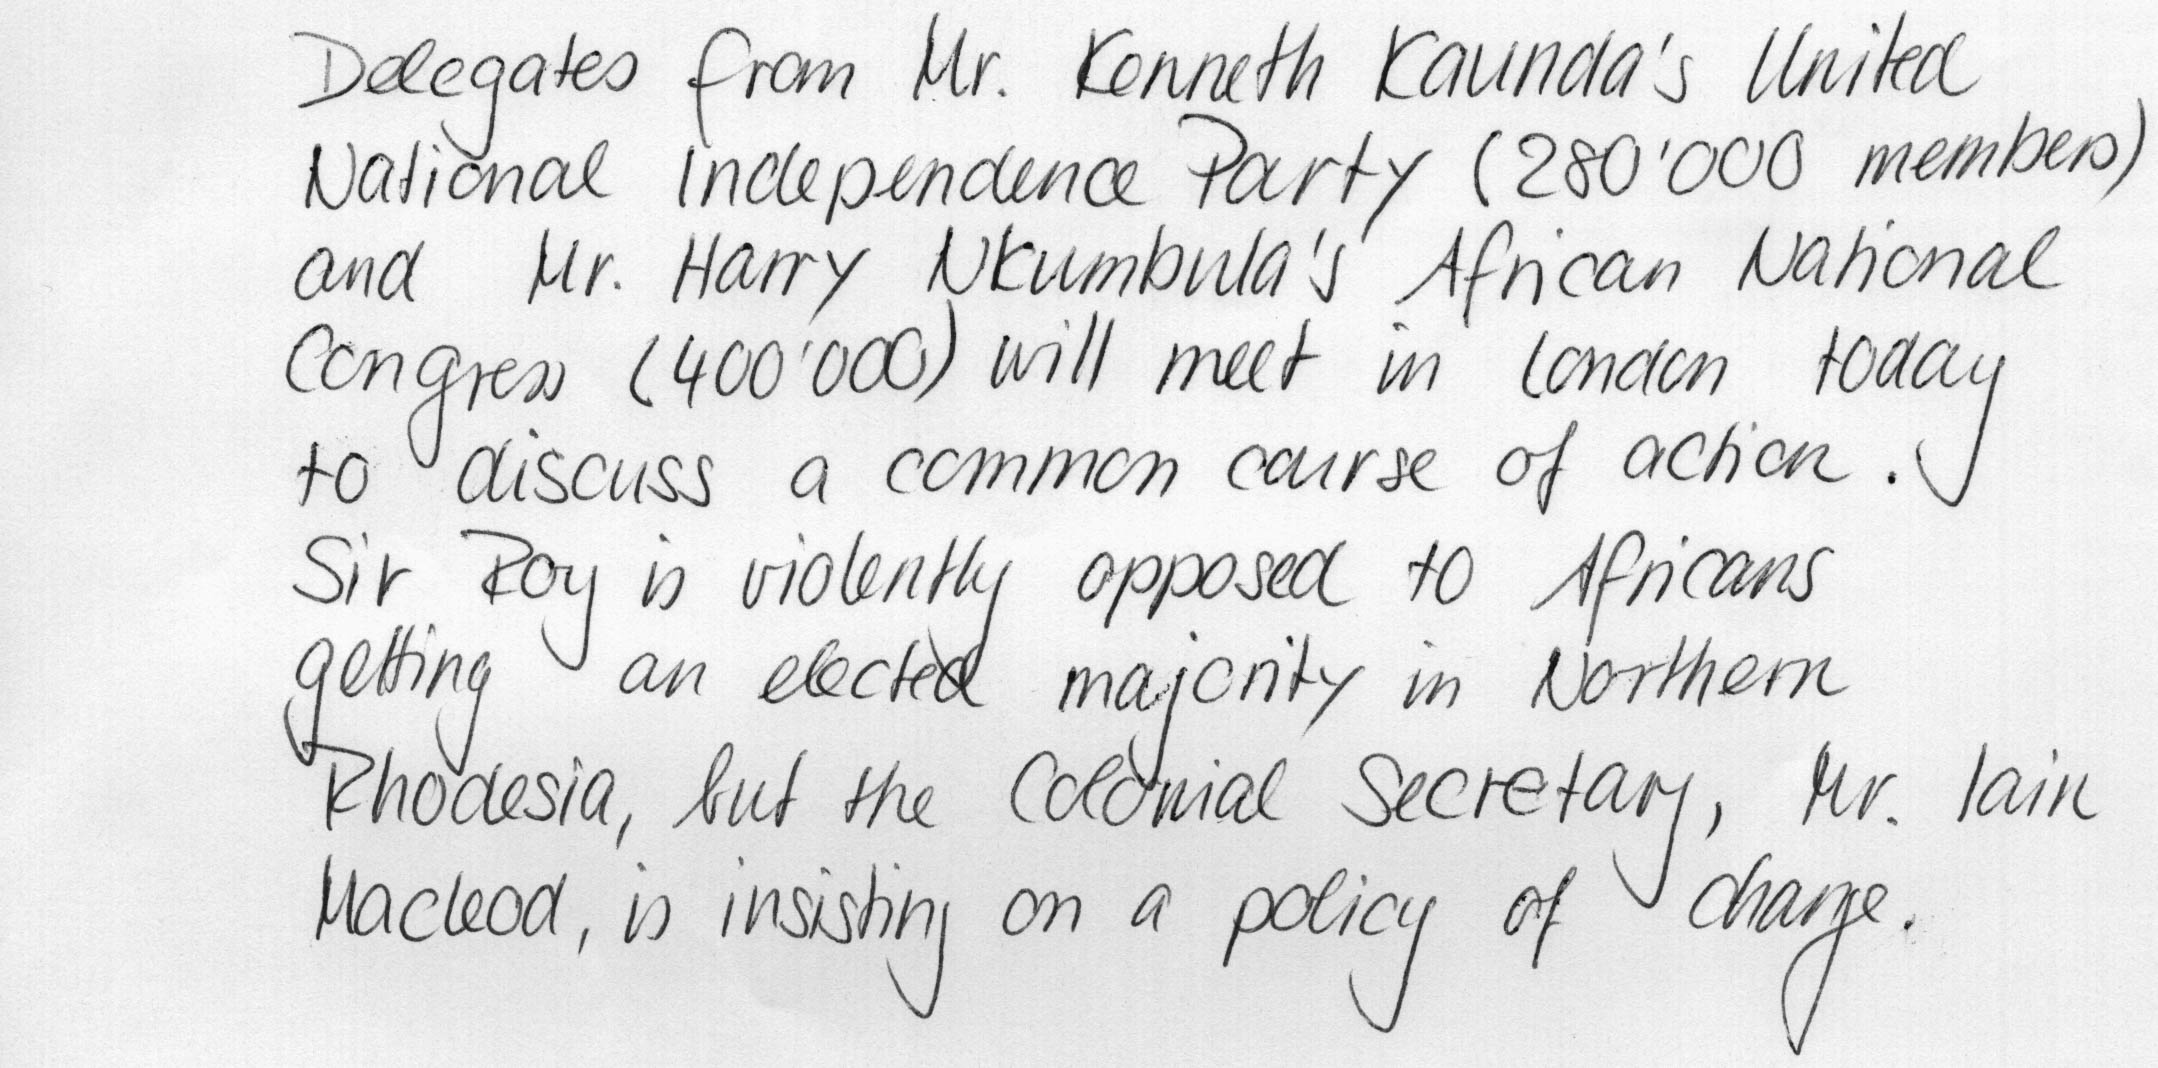 Delegates from Mr. Kenneth Kaunda's United
National Independence Party (280'000 members)
and Mr. Harry Nkumbula's African National
Congress (400'000) will meet in London today
to discuss a common course of action.
Sir Roy is violently opposed to Africans
getting an elected majority in Northern
Rhodesia, but the Colonial Secretary, Mr. Iain
Macleod, is insisting on a policy of change.